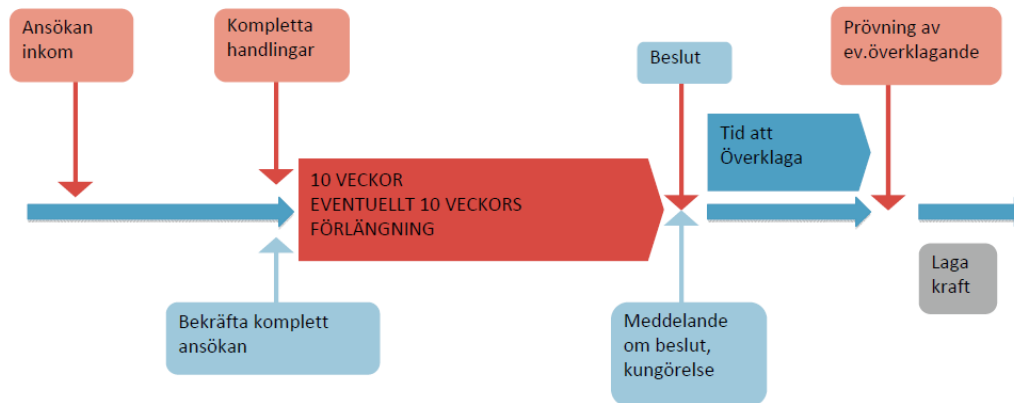 Ansökan
inkom
Kompletta
handlingar
Beslut
Prövning av
ev.överklagande
Tid att
Överklaga
10 VECKOR
EVENTUELLT 10 VECKORS
FÖRLÄNGNING
Laga
kraft
Bekräfta komplett
ansökan
Meddelande
om beslut,
kungörelse